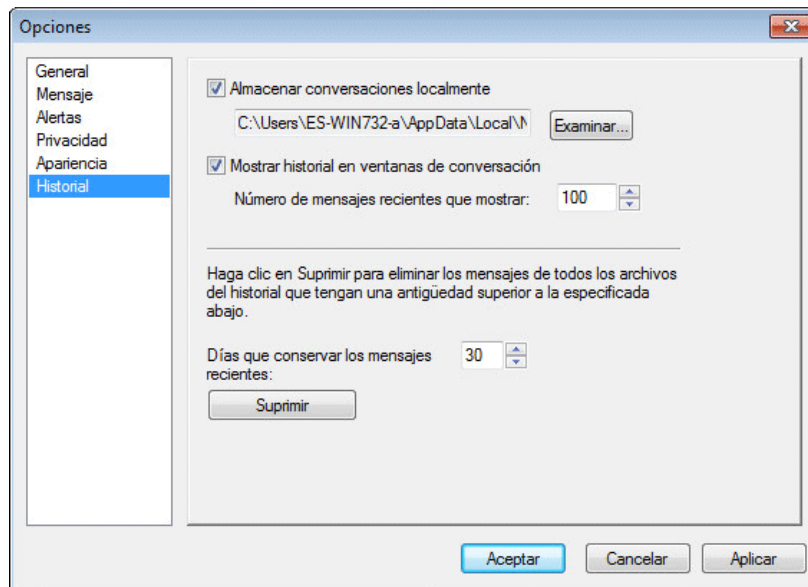 Opciones
General
Mensaje
Alertas
Privacidad
Apariencia
Historial
Almacenar conversaciones localmente
C:\Users\ES-WIN732-a\AppData\Local\
Examinar...
Mostrar historial en ventanas de conversación
Número de mensajes recientes que mostrar:
100
Haga clic en Suprimir para eliminar los mensajes de todos los archivos
del historial que tengan una antigüedad superior a la especificada
abajo.
Días que conservar los mensajes
recientes:
30
Suprimir
Aceptar
Cancelar
Aplicar